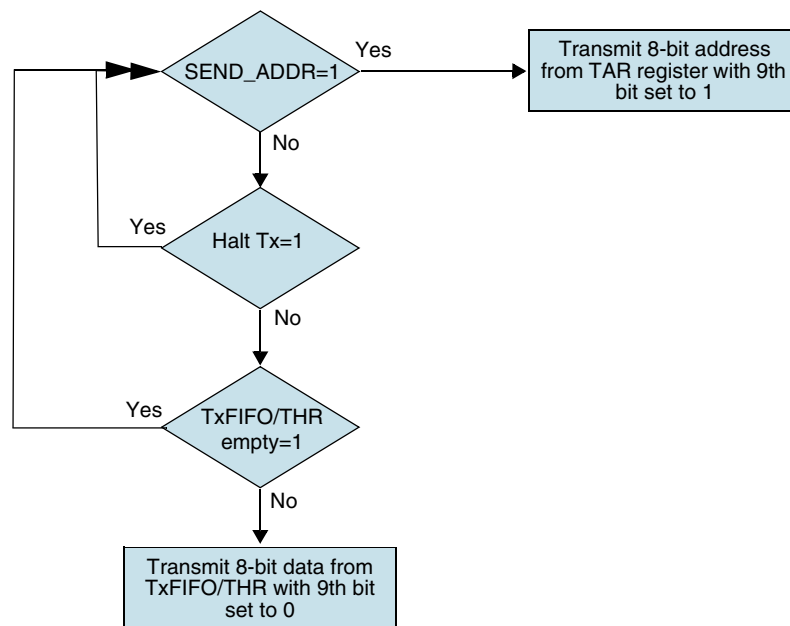 SEND_ADDR=1
Yes
Transmit 8-bit address
from TAR register with 9th
bit set to 1
No
Yes
Halt Tx=1
No
Yes
TxFIFO/THR
empty=1
No
Transmit 8-bit data from
TxFIFO/THR with 9th bit
set to 0